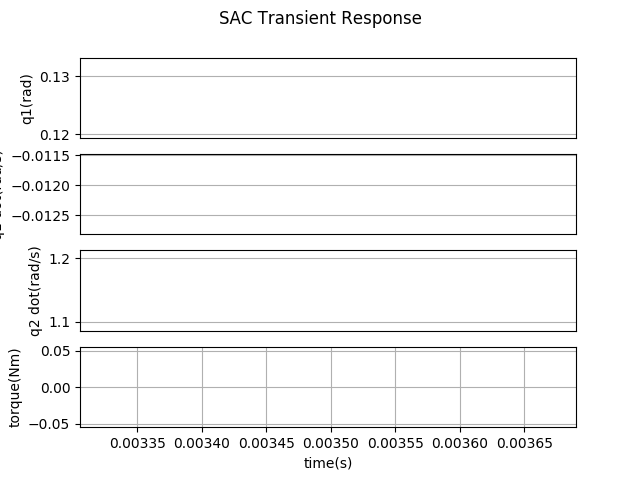 SAC Transient Response
q1(rad)
0.13
0.12
−0.0115
−0.0120
−0.0125
q2 dot(rad/s)
1.2
1.1
torque(Nm)
0.05
0.00
−0.05
0.00335 0.00340 0.00345 0.00350 0.00355 0.00360 0.00365
time(s)